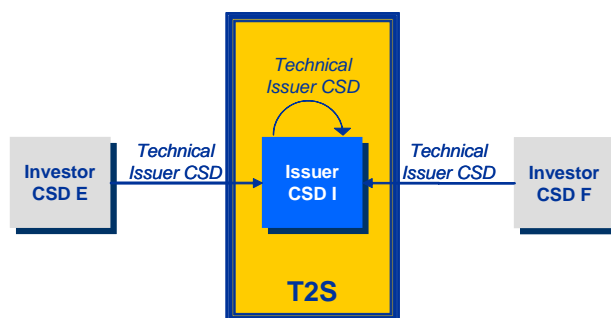 Technical
Issuer CSD
Investor
CSD E
Technical
Issuer CSD
Issuer
CSD I
Technical
Issuer CSD
Investor
CSD F
T2S